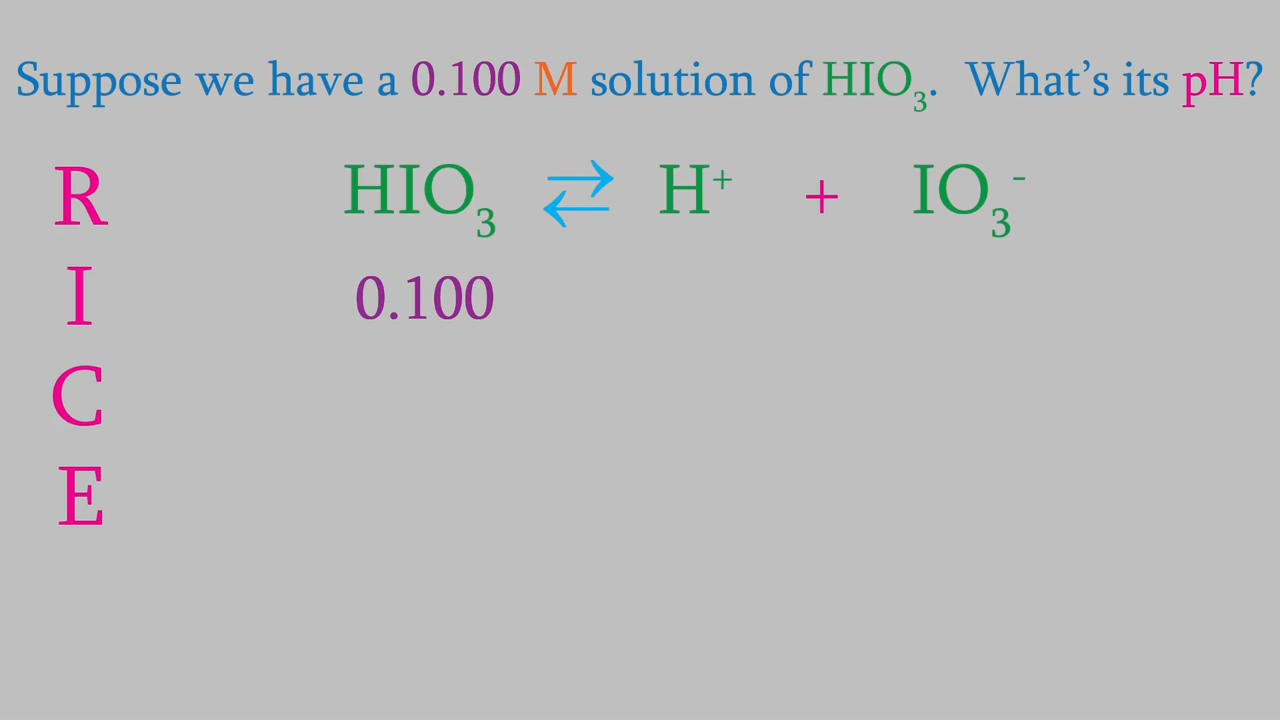 Suppose we have a 0.100 M solution of HIO₃. What's its pH?
R HIO₃ ⇄ H⁺ + IO₃⁻
I 0.100
C
E